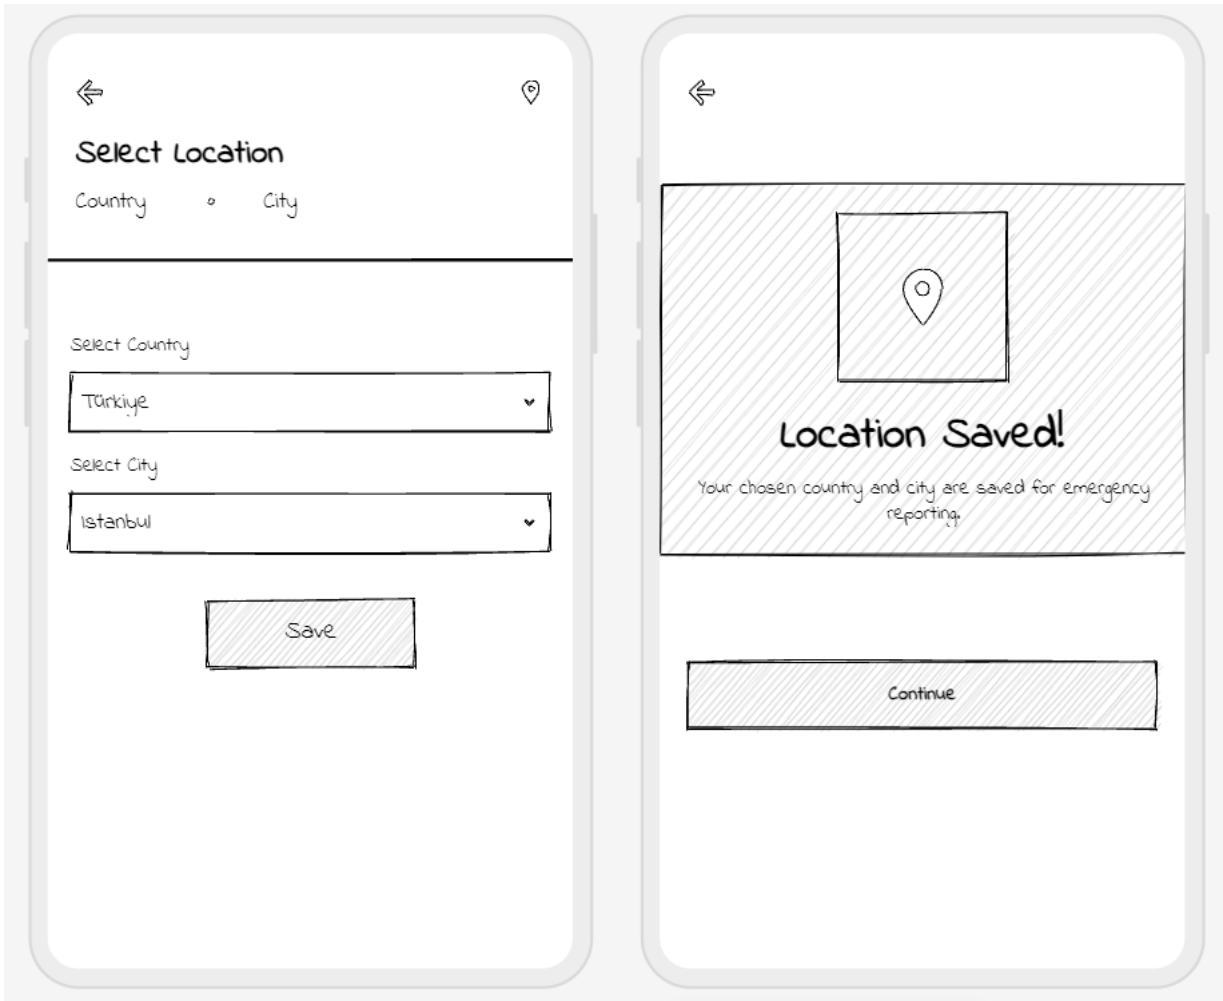 Select Location
Country
City
Select Country
Türkiye
Select City
Istanbul
Save
Location Saved!
Your chosen country and city are saved for emergency
reporting.
Continue